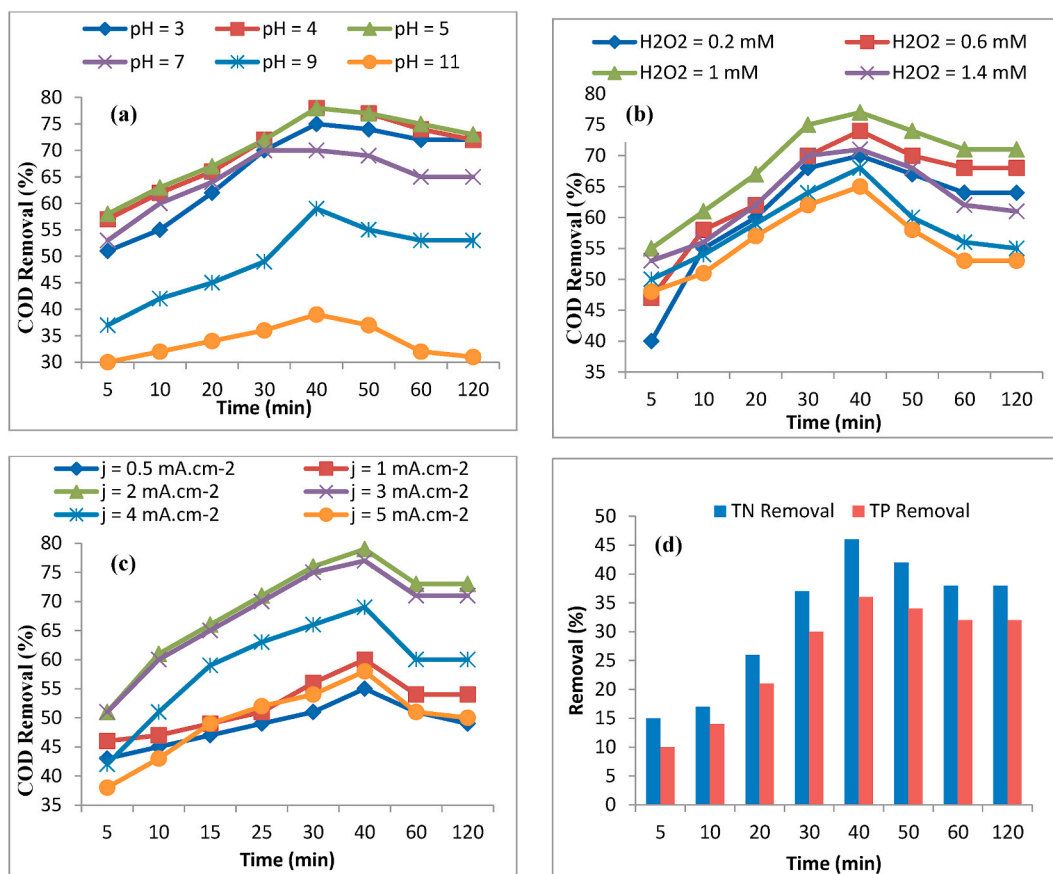 pH = 3 pH = 4 pH = 5
pH = 7 pH = 9 pH = 11
(a)
COD Removal (%)
80
75
70
65
60
55
50
45
40
35
30
5 10 20 30 40 50 60 120
Time (min)
H2O2 = 0.2 mM H2O2 = 0.6 mM
H2O2 = 1 mM H2O2 = 1.4 mM
(b)
COD Removal (%)
80
75
70
65
60
55
50
45
40
35
5 10 20 30 40 50 60 120
Time (min)
j = 0.5 mA.cm-2 j = 1 mA.cm-2
j = 2 mA.cm-2 j = 3 mA.cm-2
j = 4 mA.cm-2 j = 5 mA.cm-2
(c)
COD Removal (%)
80
75
70
65
60
55
50
45
40
35
5 10 15 25 30 40 60 120
Time (min)
TN Removal TP Removal
(d)
Removal (%)
50
45
40
35
30
25
20
15
10
5
0
5 10 20 30 40 50 60 120
Time (min)